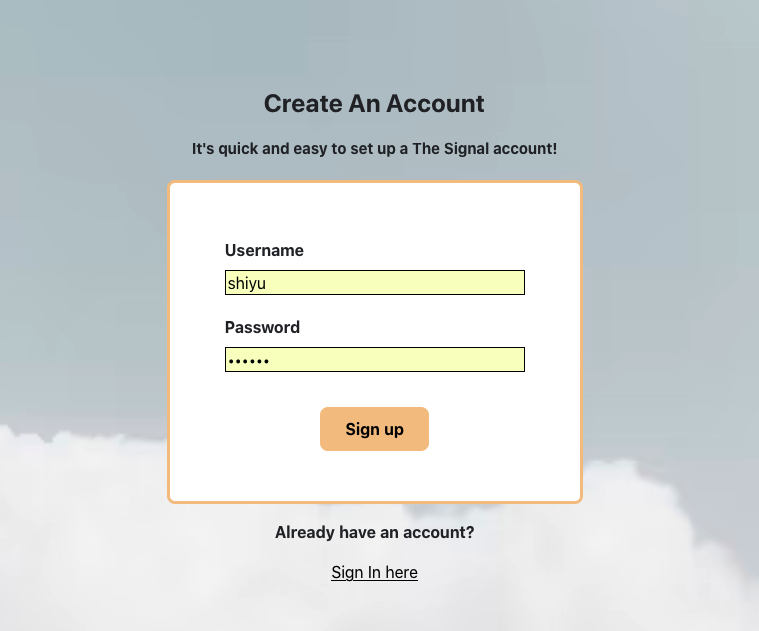 Create An Account
It's quick and easy to set up a The Signal account!
Username
shiyu
Password
••••••
Sign up
Already have an account?
Sign In here